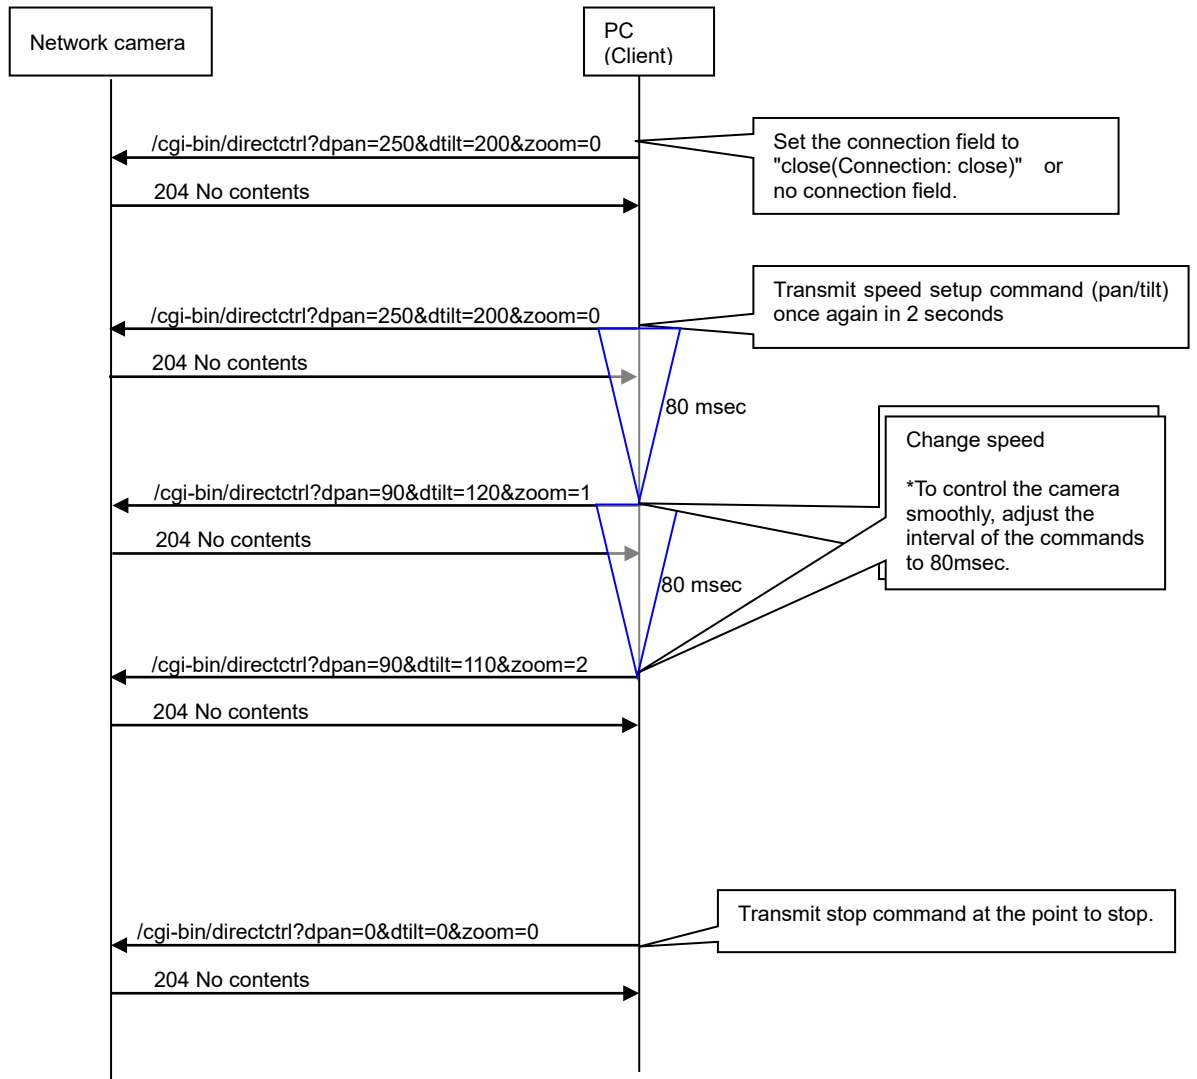 Network camera
PC
(Client)
/cgi-bin/directctrl?dpan=250&dtilt=200&zoom=0
Set the connection field to
"close(Connection: close)" or
no connection field.
204 No contents
Transmit speed setup command (pan/tilt)
once again in 2 seconds
/cgi-bin/directctrl?dpan=250&dtilt=200&zoom=0
204 No contents
80 msec
Change speed
*To control the camera
smoothly, adjust the
interval of the commands
to 80msec.
/cgi-bin/directctrl?dpan=90&dtilt=120&zoom=1
204 No contents
80 msec
/cgi-bin/directctrl?dpan=90&dtilt=110&zoom=2
204 No contents
Transmit stop command at the point to stop.
/cgi-bin/directctrl?dpan=0&dtilt=0&zoom=0
204 No contents